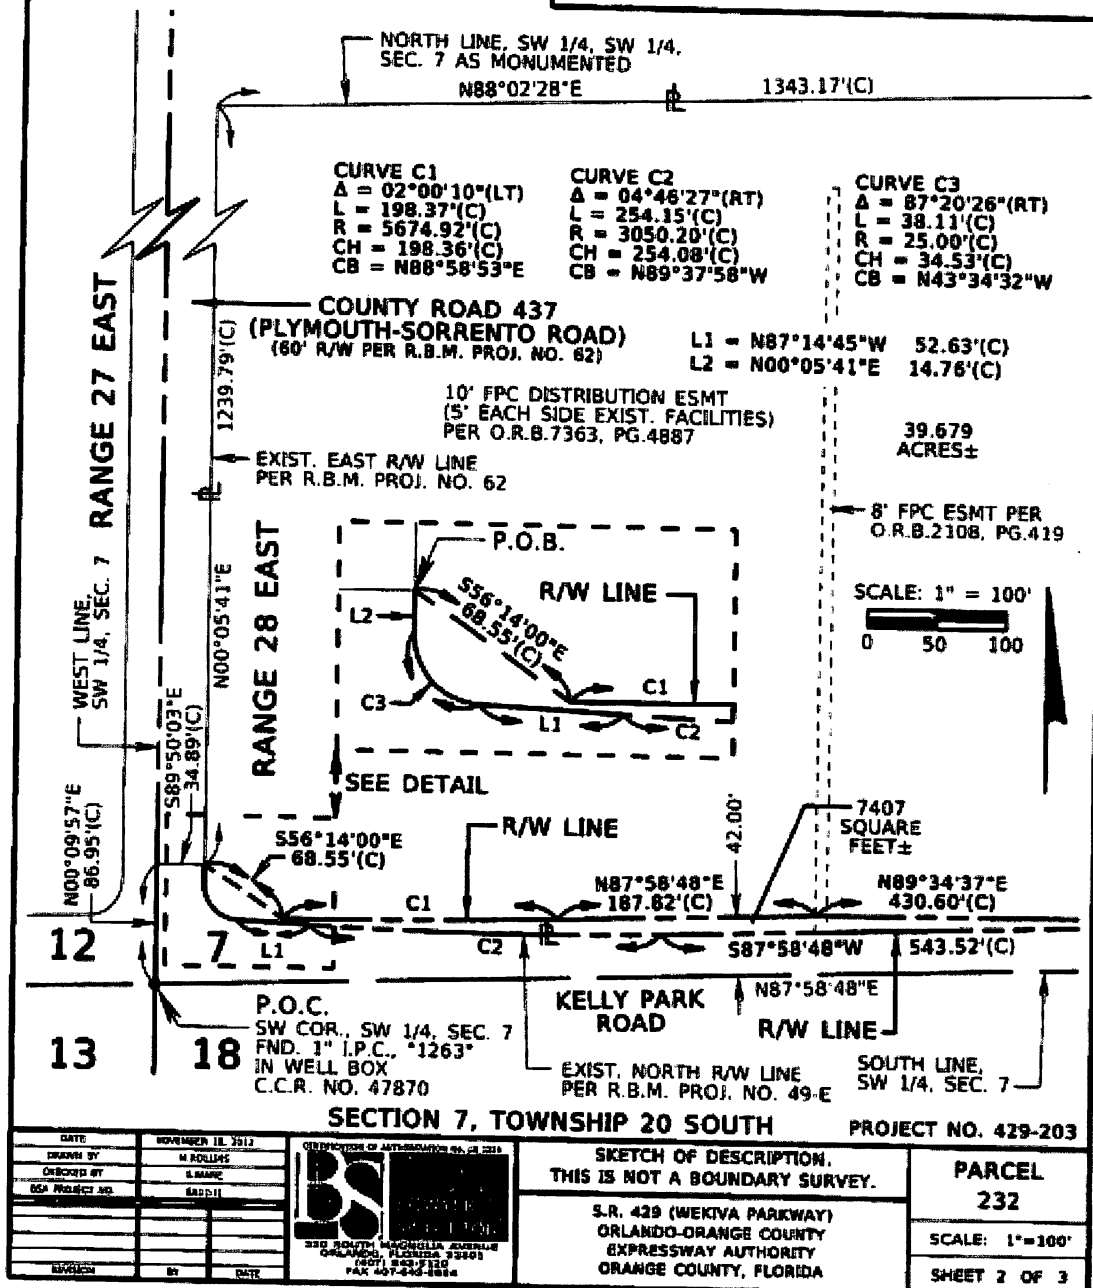 NORTH LINE, SW 1/4, SW 1/4,
SEC. 7 AS MONUMENTED
N88°02'28"E
1343.17'(C)
CURVE C1
Δ = 02°00'10"(LT)
L = 198.37'(C)
R = 5674.92'(C)
CH = 198.36'(C)
CB = N88°58'53"E
CURVE C2
Δ = 04°46'27"(RT)
L = 254.15'(C)
R = 3050.20'(C)
CH = 254.08'(C)
CB = N89°37'58"W
CURVE C3
Δ = 87°20'26"(RT)
L = 38.11'(C)
R = 25.00'(C)
CH = 34.53'(C)
CB = N43°34'32"W
COUNTY ROAD 437
(PLYMOUTH-SORRENTO ROAD)
(60' R/W PER R.B.M. PROJ. NO. 62)
L1 = N87°14'45"W 52.63'(C)
L2 = N00°05'41"E 14.76'(C)
RANGE 27 EAST
1239.79'(C)
10' FPC DISTRIBUTION ESMT
(5' EACH SIDE EXIST. FACILITIES)
PER O.R.B.7363, PG.4887
39.679
ACRES±
EXIST. EAST R/W LINE
PER R.B.M. PROJ. NO. 62
8' FPC ESMT PER
O.R.B.2108, PG.419
RANGE 28 EAST
N00°05'41"E
WEST LINE,
SW 1/4, SEC. 7
P.O.B.
S56°14'00"E
68.55'(C)
R/W LINE
L2
C1
C3
L1
C2
SCALE: 1" = 100'
0 50 100
S89°50'03"E
34.89'(C)
SEE DETAIL
N00°09'57"E
86.95'(C)
S56°14'00"E
68.55'(C)
R/W LINE
42.00'
7407
SQUARE
FEET±
C1
N87°58'48"E
187.82'(C)
N89°34'37"E
430.60'(C)
12
7
L1
C2
S87°58'48"W 543.52'(C)
N87°58'48"E
KELLY PARK
ROAD
R/W LINE
13
18
P.O.C.
SW COR., SW 1/4, SEC. 7
FND. 1" I.P.C., "1263"
IN WELL BOX
C.C.R. NO. 47870
EXIST. NORTH R/W LINE
PER R.B.M. PROJ. NO. 49-E
SOUTH LINE,
SW 1/4, SEC. 7
SECTION 7, TOWNSHIP 20 SOUTH
PROJECT NO. 429-203
DATE
DRAWN BY
CHECKED BY
REVISION BY DATE
ORLANDO, FLORIDA
SKETCH OF DESCRIPTION.
THIS IS NOT A BOUNDARY SURVEY.
S.R. 429 (WEKIVA PARKWAY)
ORLANDO-ORANGE COUNTY
EXPRESSWAY AUTHORITY
ORANGE COUNTY, FLORIDA
PARCEL
232
SCALE: 1"=100'
SHEET 2 OF 3